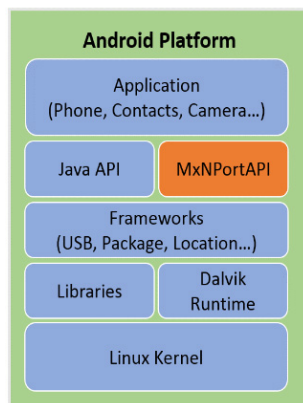 Android Platform
Application
(Phone, Contacts, Camera...)
Java API
MxNPortAPI
Frameworks
(USB, Package, Location...)
Libraries
Dalvik
Runtime
Linux Kernel